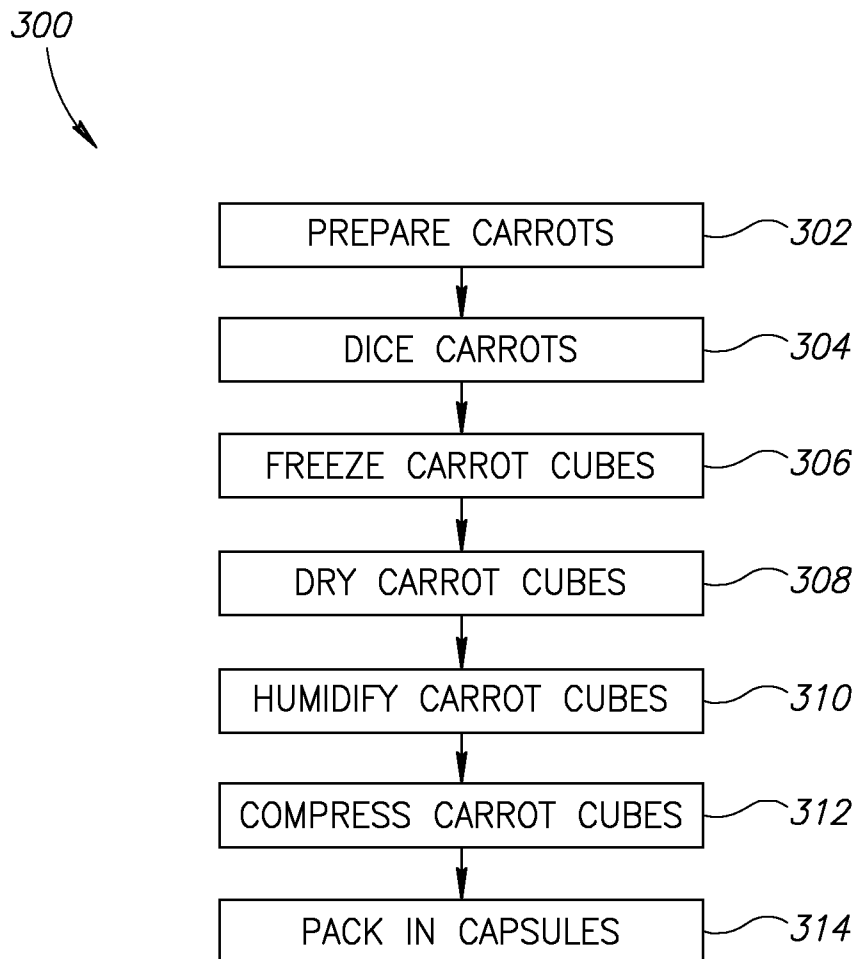 300
PREPARE CARROTS 302
DICE CARROTS 304
FREEZE CARROT CUBES 306
DRY CARROT CUBES 308
HUMIDIFY CARROT CUBES 310
COMPRESS CARROT CUBES 312
PACK IN CAPSULES 314